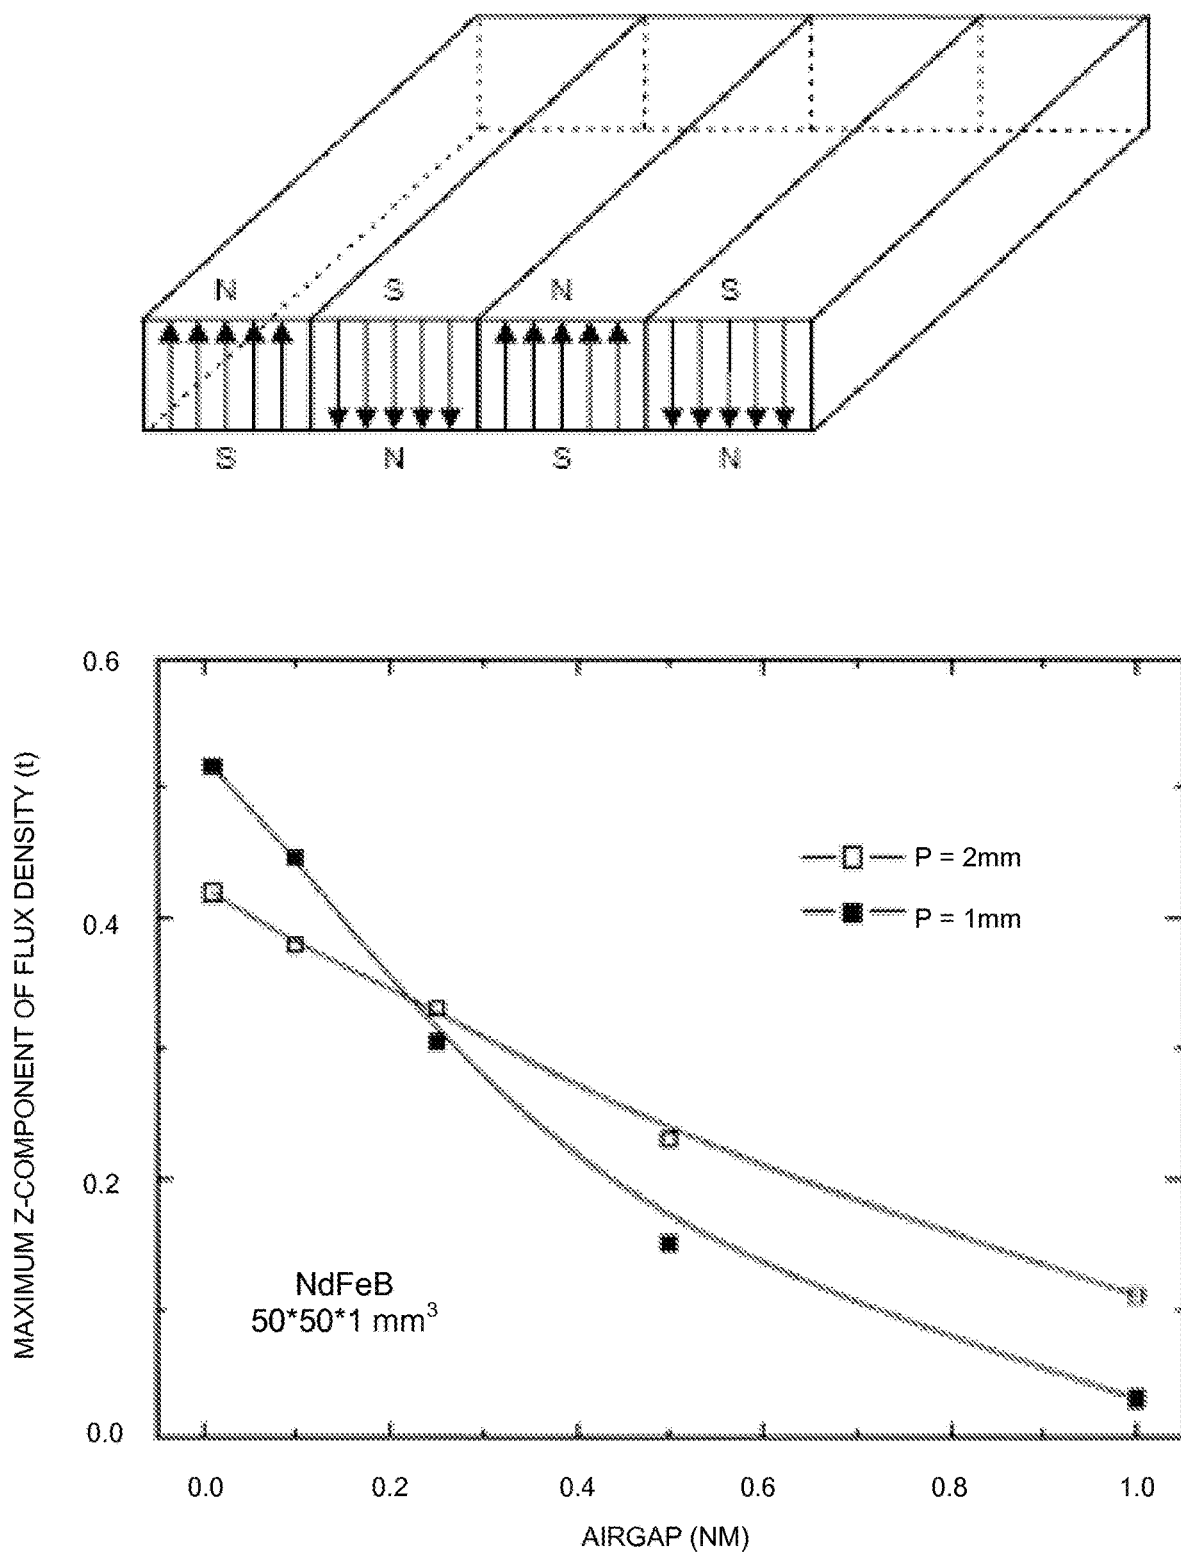 N S N S
S N S N
0.6
0.4
0.2
0.0
MAXIMUM Z-COMPONENT OF FLUX DENSITY (t)
P = 2mm
P = 1mm
NdFeB
50*50*1 mm³
0.0 0.2 0.4 0.6 0.8 1.0
AIRGAP (NM)